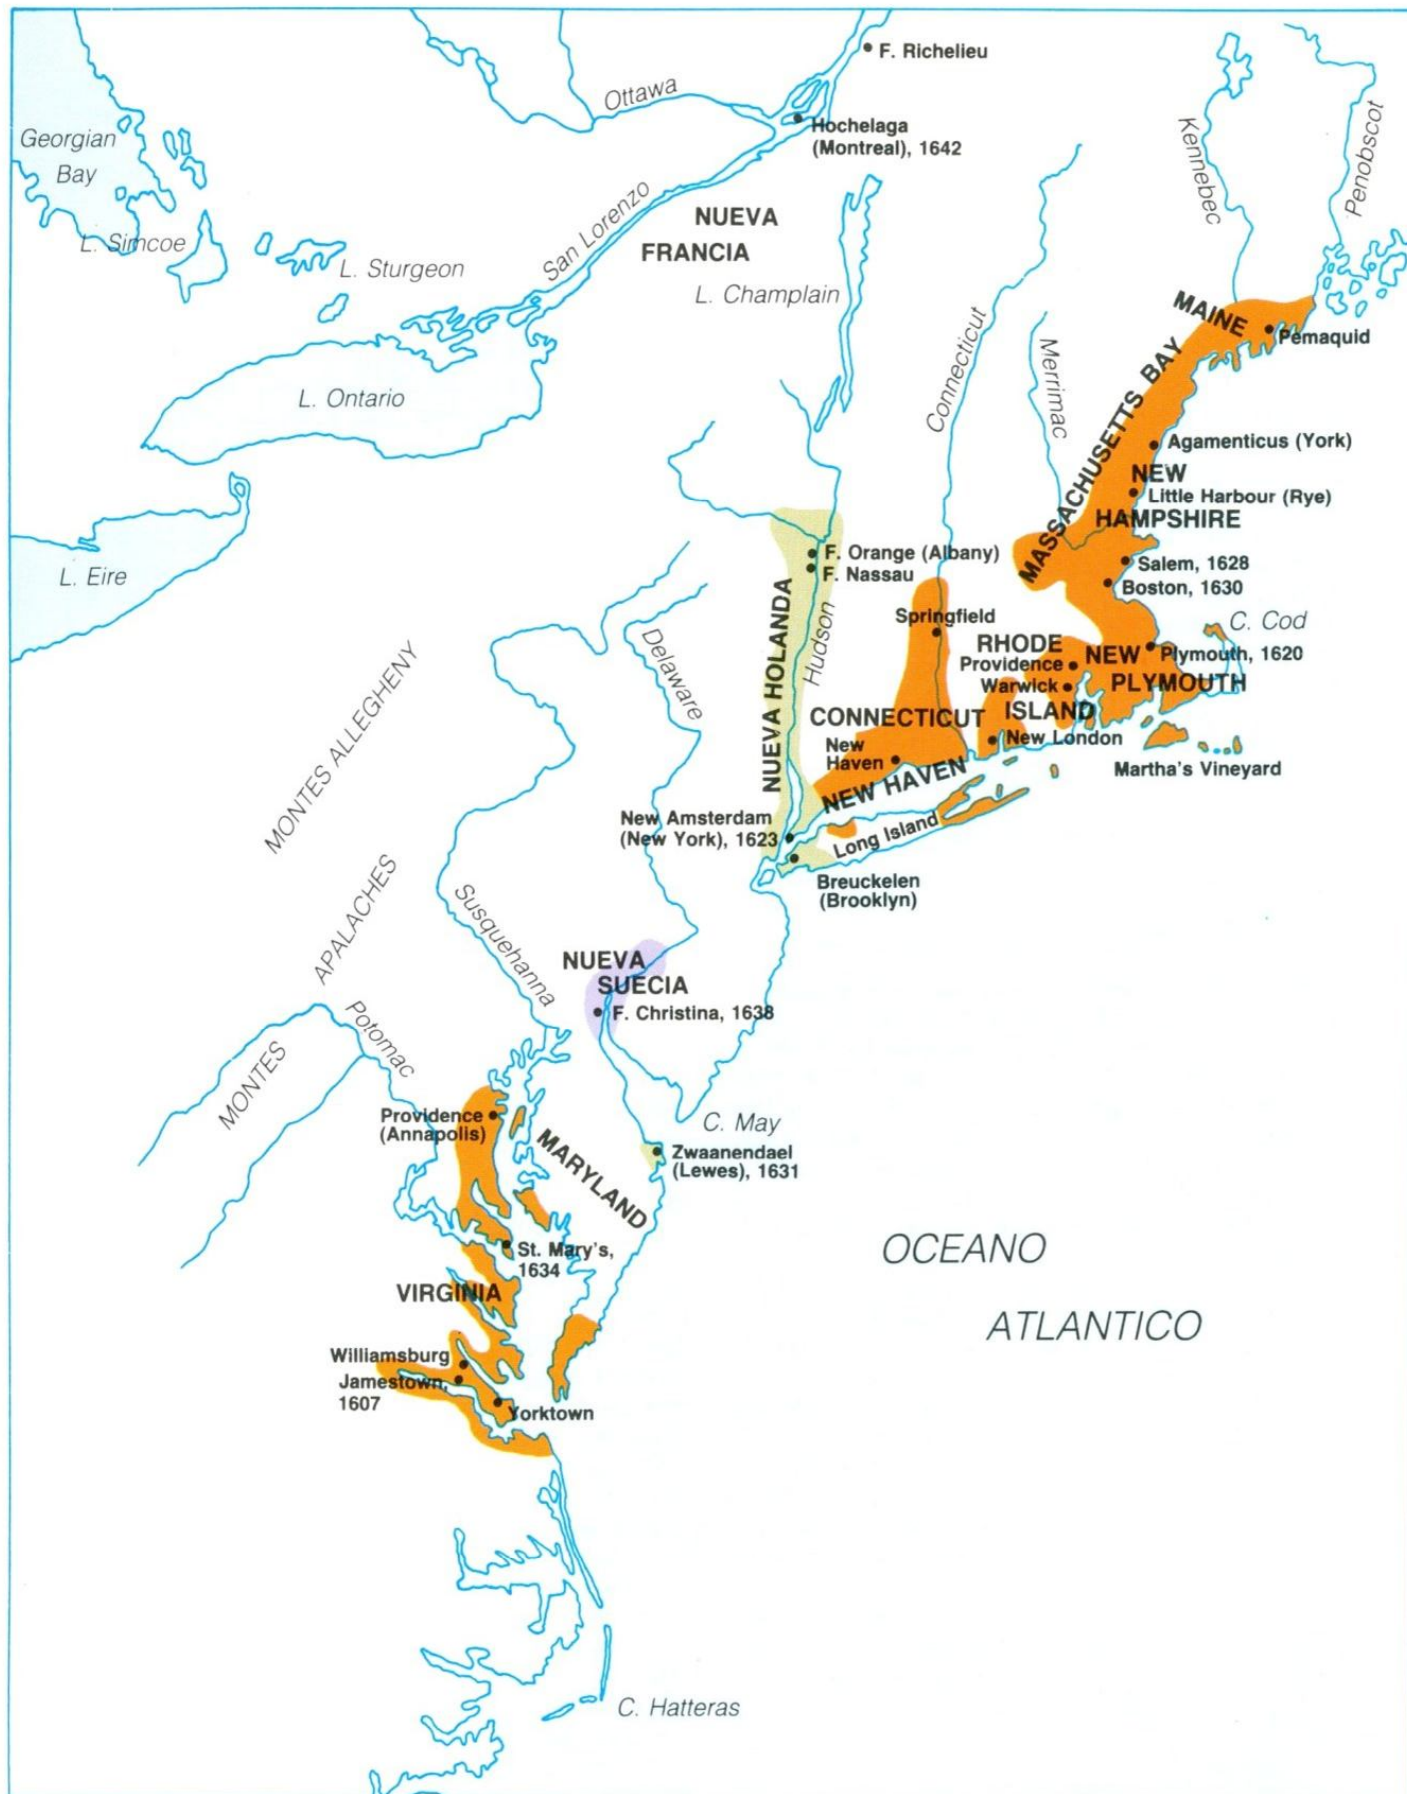 F. Richelieu
Ottawa
Hochelaga
(Montreal), 1642
Georgian
Bay
Kennebec
Penobscot
San Lorenzo
NUEVA
FRANCIA
L. Simcoe
L. Sturgeon
L. Champlain
MAINE
Pemaquid
Connecticut
Merrimac
MASSACHUSETTS BAY
L. Ontario
Agamenticus (York)
NEW
Little Harbour (Rye)
HAMPSHIRE
L. Eire
F. Orange (Albany)
F. Nassau
Salem, 1628
Boston, 1630
NUEVA HOLANDA
Hudson
Springfield
C. Cod
RHODE
Providence
NEW
Plymouth, 1620
Warwick
PLYMOUTH
Delaware
MONTES ALLEGHENY
CONNECTICUT
ISLAND
New
Haven
New London
NEW HAVEN
Martha's Vineyard
New Amsterdam
(New York), 1623
Long Island
Breuckelen
(Brooklyn)
APALACHES
Susquehanna
NUEVA
SUECIA
F. Christina, 1638
Potomac
MONTES
Providence
(Annapolis)
C. May
MARYLAND
Zwaanendael
(Lewes), 1631
St. Mary's,
1634
OCEANO
VIRGINIA
ATLANTICO
Williamsburg
Jamestown,
1607
Yorktown
C. Hatteras